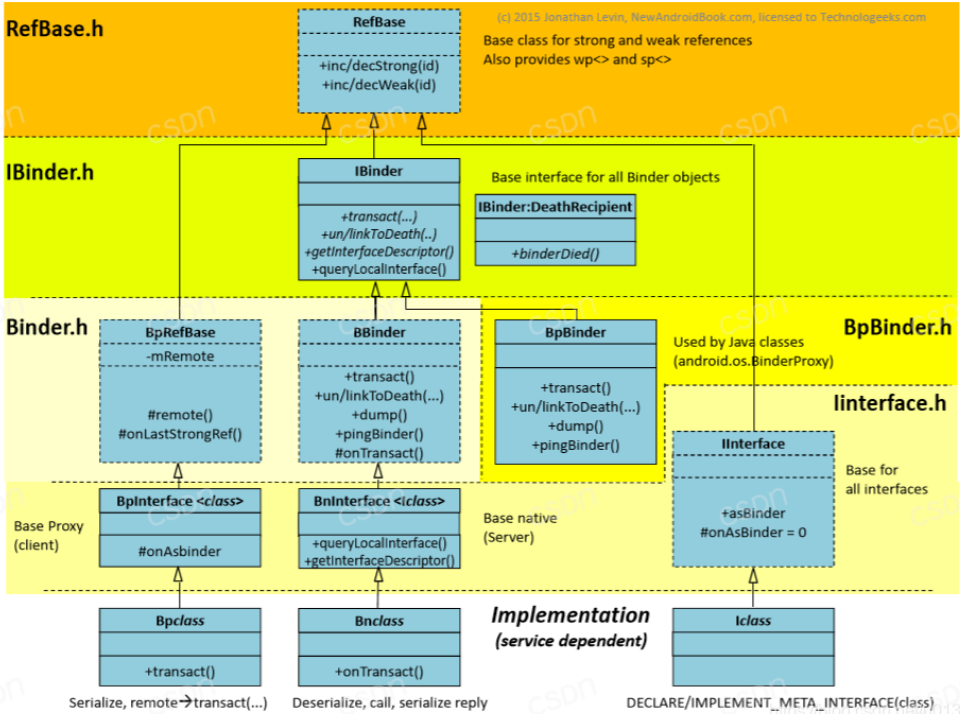 RefBase.h
RefBase
(c) 2015 Jonathan Levin, NewAndroidBook.com, licensed to Technologeeks.com
Base class for strong and weak references
Also provides wp<> and sp<>
+inc/decStrong(id)
+inc/decWeak(id)
CSDN
CSDN
CSDN
CSDN
IBinder.h
IBinder
Base interface for all Binder objects
+transact(...)
+un/linkToDeath(..)
+getInterfaceDescriptor()
+queryLocalInterface()
IBinder:DeathRecipient
+binderDied()
Binder.h
BpRefBase
-mRemote
#remote()
#onLastStrongRef()
BBinder
+transact()
+un/linkToDeath(...)
+dump()
+pingBinder()
#onTransact()
BpBinder
+transact()
+un/linkToDeath(...)
+dump()
+pingBinder()
BpBinder.h
Used by Java classes
(android.os.BinderProxy)
IInterface.h
IInterface
+asBinder
#onAsBinder = 0
Base for
all interfaces
Base Proxy
(client)
BpInterface <class>
#onAsbinder
BnInterface <iclass>
+queryLocalInterface()
+getInterfaceDescriptor()
Base native
(Server)
Implementation
(service dependent)
Bpclass
+transact()
Serialize, remote→transact(...)
Bnclass
+onTransact()
Deserialize, call, serialize reply
Iclass
DECLARE/IMPLEMENT_META_INTERFACE(class)